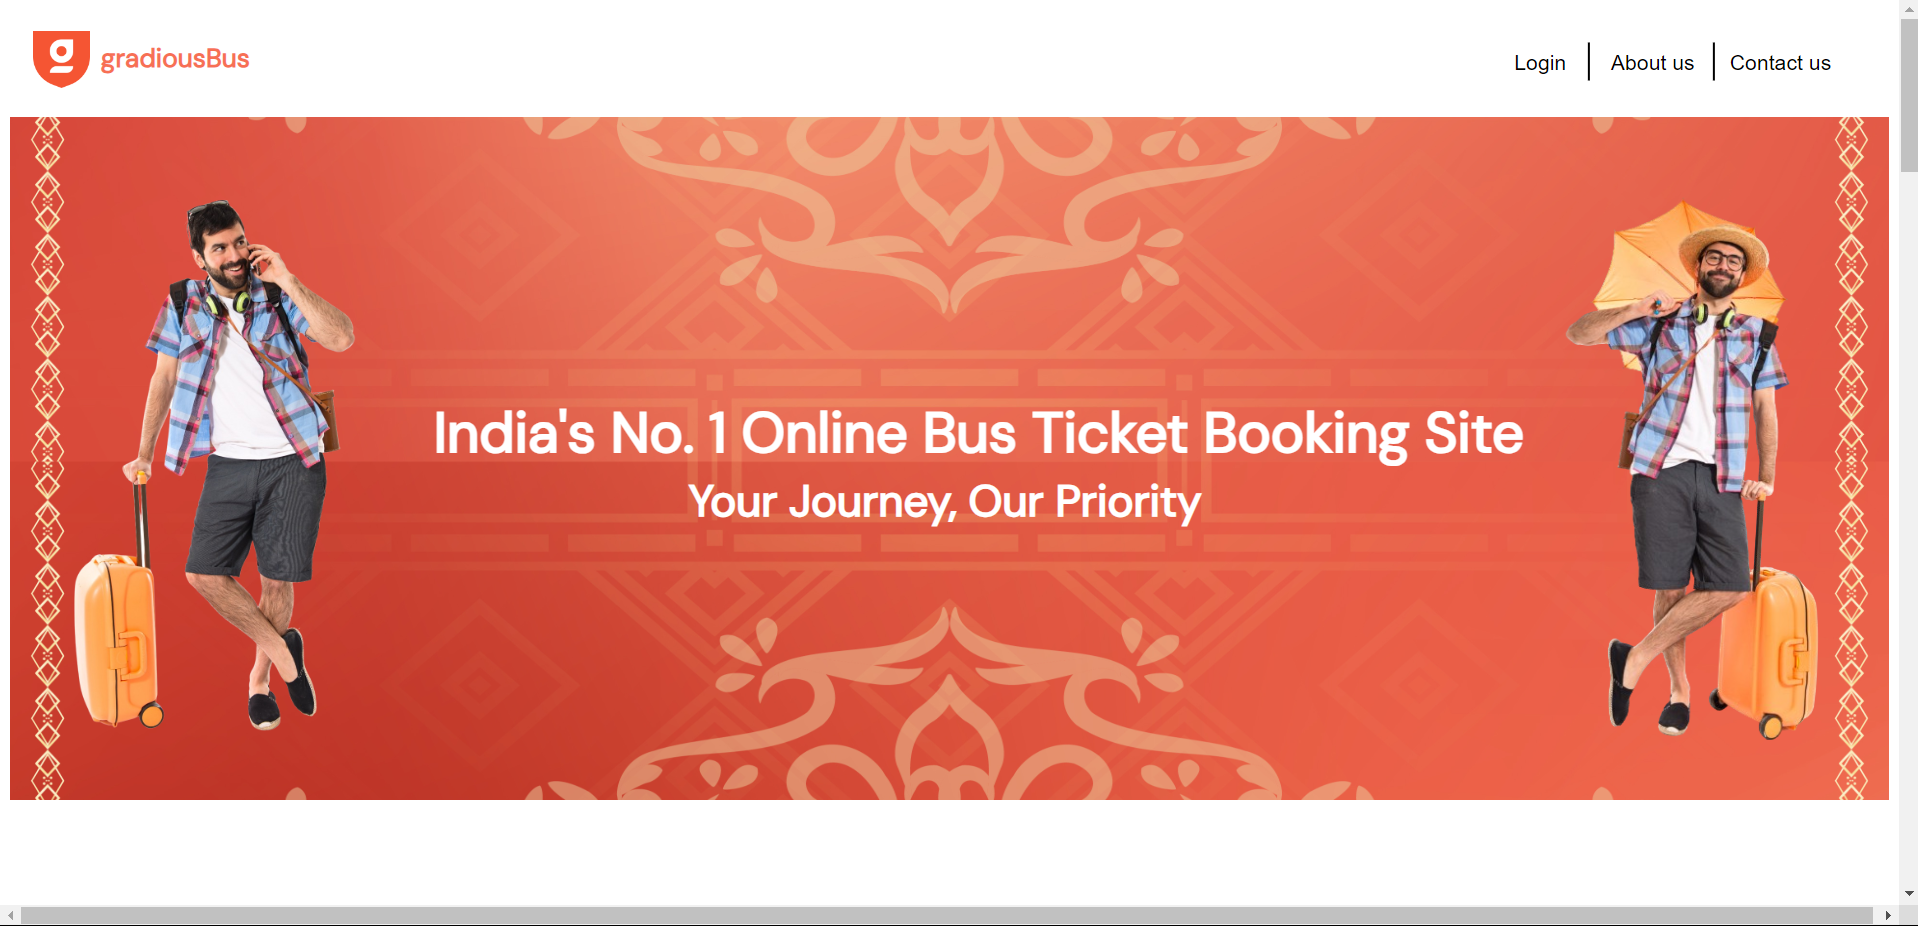 gradiousBus
Login
About us
Contact us
India's No. 1 Online Bus Ticket Booking Site
Your Journey, Our Priority